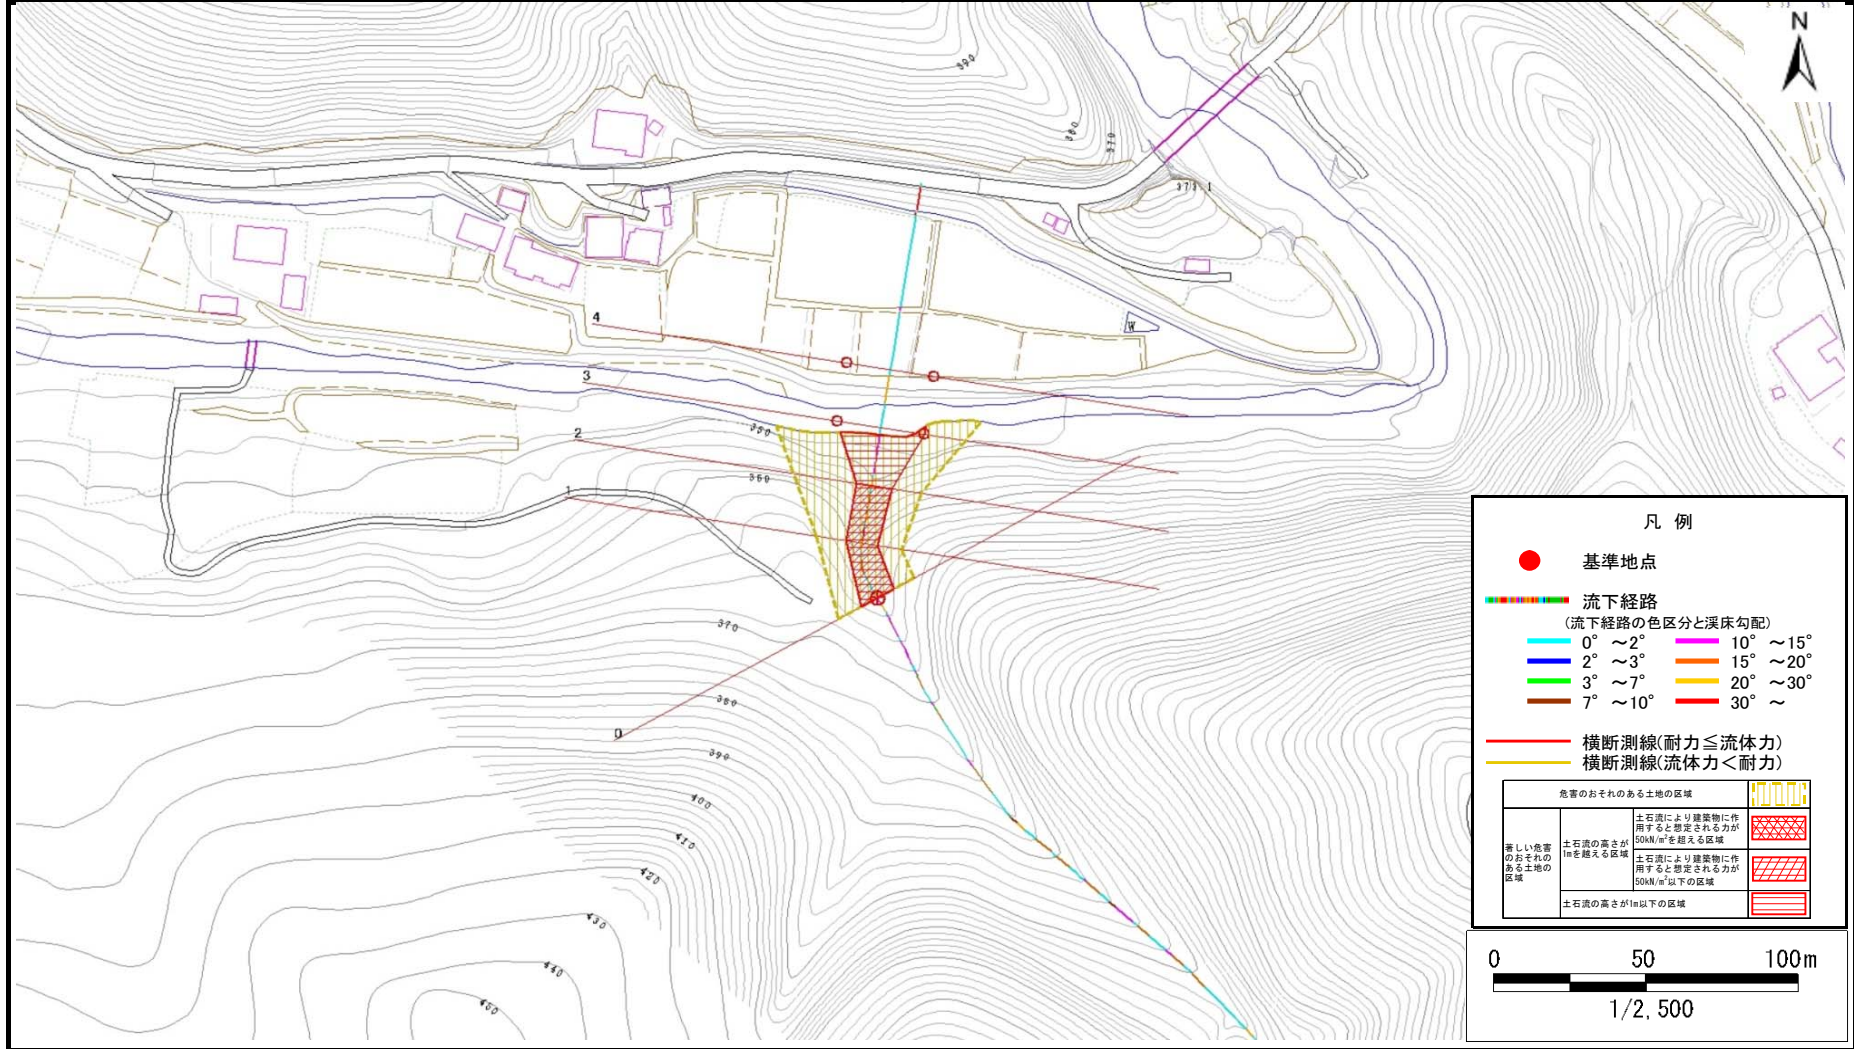 N
390
380
370
373.1
W
4
3
2
1
0
350
360
370
380
390
400
410
420
430
440
450
凡 例
基準地点
流下経路
(流下経路の色区分と渓床勾配)
0° ～2° 10° ～15°
2° ～3° 15° ～20°
3° ～7° 20° ～30°
7° ～10° 30° ～
横断測線(耐力≦流体力)
横断測線(流体力＜耐力)
危害のおそれのある土地の区域
著しい危害
のおそれの
ある土地の
区域
土石流の高さが
1mを越える区域
土石流により建築物に作
用すると想定される力が
50kN/m²を超える区域
土石流により建築物に作
用すると想定される力が
50kN/m²以下の区域
土石流の高さが1m以下の区域
0 50 100m
1/2,500